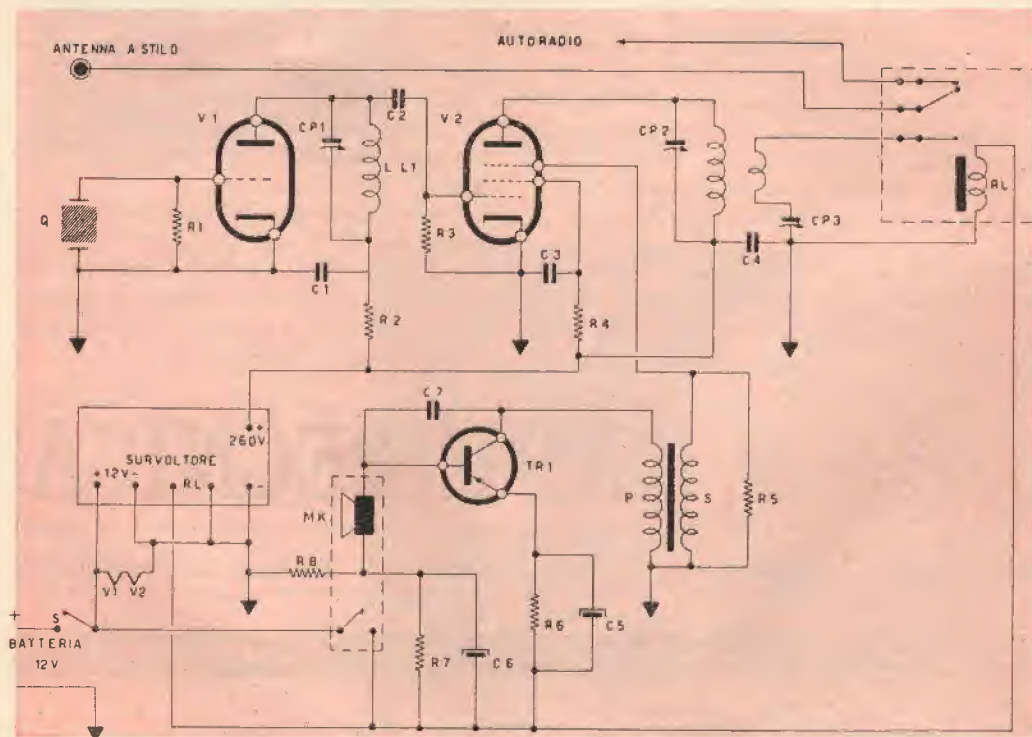 ANTENNA A STILO
AUTORADIO
V1
CP1
C2
V2
CP2
L L1
RL
Q
R1
R3
CP3
C3
C4
C1
R2
R4
C7
260V +
SURVOLTORE
+ 12V -
RL
-
TR1
P
S
R5
MK
R8
V1 V2
+
S
BATTERIA
12V
R7
C6
R6
C5